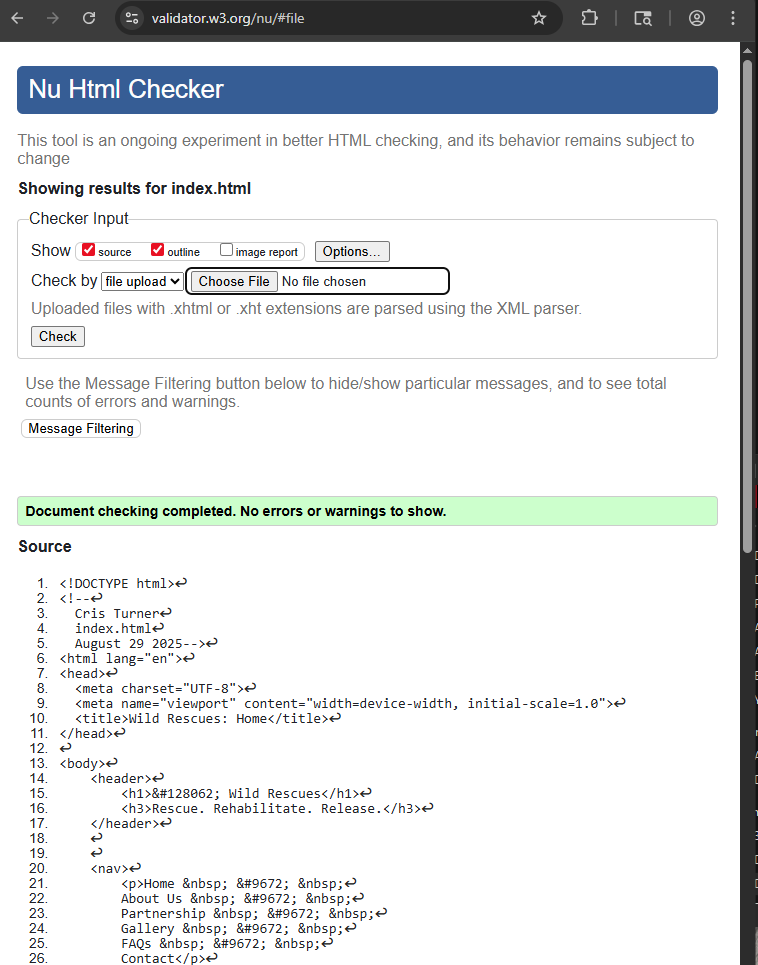 validator.w3.org/nu/#file
Nu Html Checker
This tool is an ongoing experiment in better HTML checking, and its behavior remains subject to
change
Showing results for index.html
Checker Input
Show source outline image report Options...
Check by file upload Choose File No file chosen
Uploaded files with .xhtml or .xht extensions are parsed using the XML parser.
Check
Use the Message Filtering button below to hide/show particular messages, and to see total
counts of errors and warnings.
Message Filtering
Document checking completed. No errors or warnings to show.
Source
1. <!DOCTYPE html>↩
2. <!--↩
3. Cris Turner↩
4. index.html↩
5. August 29 2025-->↩
6. <html lang="en">↩
7. <head>↩
8. <meta charset="UTF-8">↩
9. <meta name="viewport" content="width=device-width, initial-scale=1.0">↩
10. <title>Wild Rescues: Home</title>↩
11. </head>↩
12. ↩
13. <body>↩
14. <header>↩
15. <h1>&#128062; Wild Rescues</h1>↩
16. <h3>Rescue. Rehabilitate. Release.</h3>↩
17. </header>↩
18. ↩
19. ↩
20. <nav>↩
21. <p>Home &nbsp; &#9672; &nbsp;↩
22. About Us &nbsp; &#9672; &nbsp;↩
23. Partnership &nbsp; &#9672; &nbsp;↩
24. Gallery &nbsp; &#9672; &nbsp;↩
25. FAQs &nbsp; &#9672; &nbsp;↩
26. Contact</p>↩